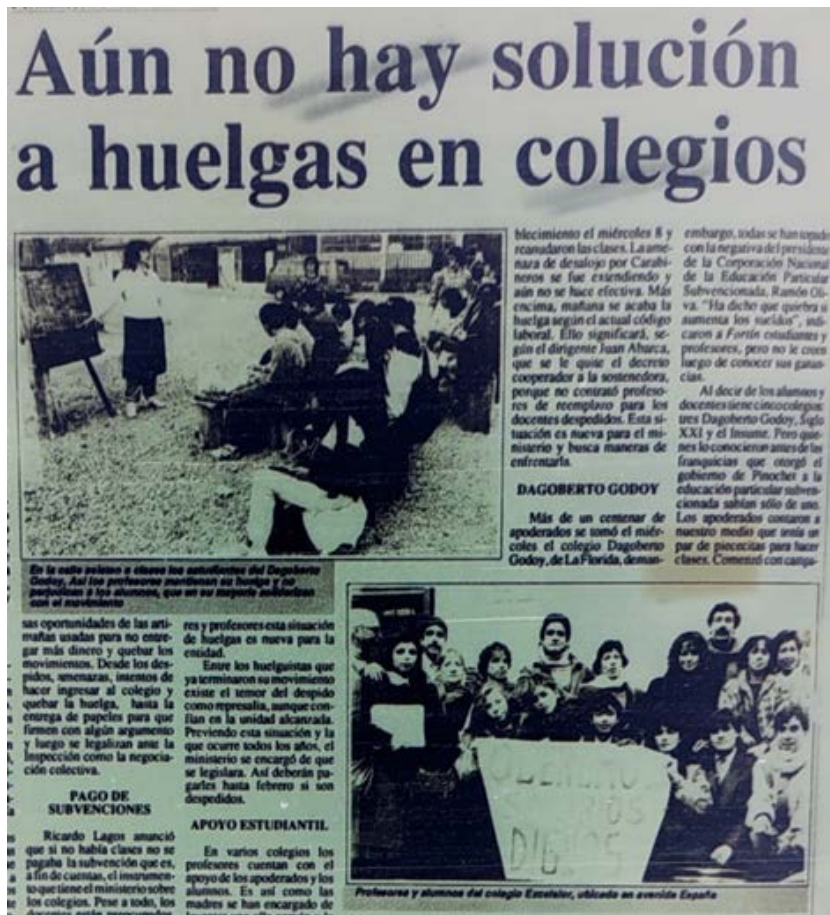 Aún no hay solución
a huelgas en colegios
En la calle asisten a clases los estudiantes del Dagoberto
Godoy. Así los profesores mantienen su huelga y no
perjudican a los alumnos, que en su mayoría solidarizan
con el movimiento
sas oportunidades de las arti-
mañas usadas para no entre-
gar más dinero y quebrar los
movimientos. Desde los des-
pidos, amenazas, intentos de
hacer ingresar al colegio y
quebar la huelga, hasta la
entrega de papeles para que
firmen con algún argumento
y luego se legalizan ante la
Inspección como la negocia-
ción colectiva.
PAGO DE
SUBVENCIONES
Ricardo Lagos anunció
que si no había clases no se
pagaba la subvención que es,
a fin de cuentas, el instrumen-
to que tiene el ministerio sobre
los colegios. Pese a todo, los
docentes están preocupados
res y profesores esta situación
de huelgas es nueva para la
entidad.
Entre los huelguistas que
ya terminaron su movimiento
existe el temor del despido
como represalia, aunque con-
fían en la unidad alcanzada.
Previendo esta situación y la
que ocurre todos los años, el
ministerio se encargó de que
se legislara. Así deberán pa-
garles hasta febrero si son
despedidos.
APOYO ESTUDIANTIL
En varios colegios los
profesores cuentan con el
apoyo de los apoderados y los
alumnos. Es así como las
madres se han encargado de
blecimiento el miércoles 8 y
reanudaron las clases. La ame-
naza de desalojo por Carabi-
neros se fue extendiendo y
aún no se hace efectiva. Más
encima, mañana se acaba la
huelga según el actual código
laboral. Ello significará, se-
gún el dirigente Juan Abarca,
que se le quite el decreto
cooperador a la sostenedora,
porque no contrató profeso-
res de reemplazo para los
docentes despedidos. Esta si-
tuación es nueva para el mi-
nisterio y busca maneras de
enfrentarla.
DAGOBERTO GODOY
Más de un centenar de
apoderados se tomó el miér-
coles el colegio Dagoberto
Godoy, de La Florida, deman-
embargo, todas se han topado
con la negativa del presidente
de la Corporación Nacional
de la Educación Particular
Subvencionada, Ramón Oli-
va. "Ha dicho que quiebra si
aumenta los sueldos", indi-
caron a Fortín estudiantes y
profesores, pero no le creen
luego de conocer sus ganan-
cias.
Al decir de los alumnos y
docentes tiene cinco colegios:
tres Dagoberto Godoy, Siglo
XXI y el Insume. Pero quie-
nes lo conocieron antes de las
franquicias que otorgó el
gobierno de Pinochet a la
educación particular subven-
cionada sabían sólo de uno.
Los apoderados contaron a
nuestro medio que tenía un
par de piececitas para hacer
clases. Comenzó con campa-
DIGNOS
Profesores y alumnos del colegio Excelsior, ubicado en avenida España